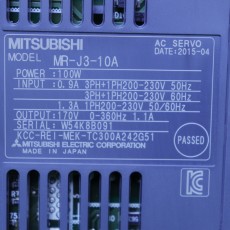 MITSUBISHI
AC SERVO
DATE:2015-04
MODEL MR-J3-10A
POWER :100W
INPUT :0.9A 3PH+1PH200-230V 50Hz
3PH+1PH200-230V 60Hz
1.3A 1PH200-230V 50/60Hz
OUTPUT:170V 0-360Hz 1.1A
SERIAL:W54KBB091
KCC-REI-MEK-TC300A242G51
MITSUBISHI ELECTRIC CORPORATION
MADE IN JAPAN
PASSED